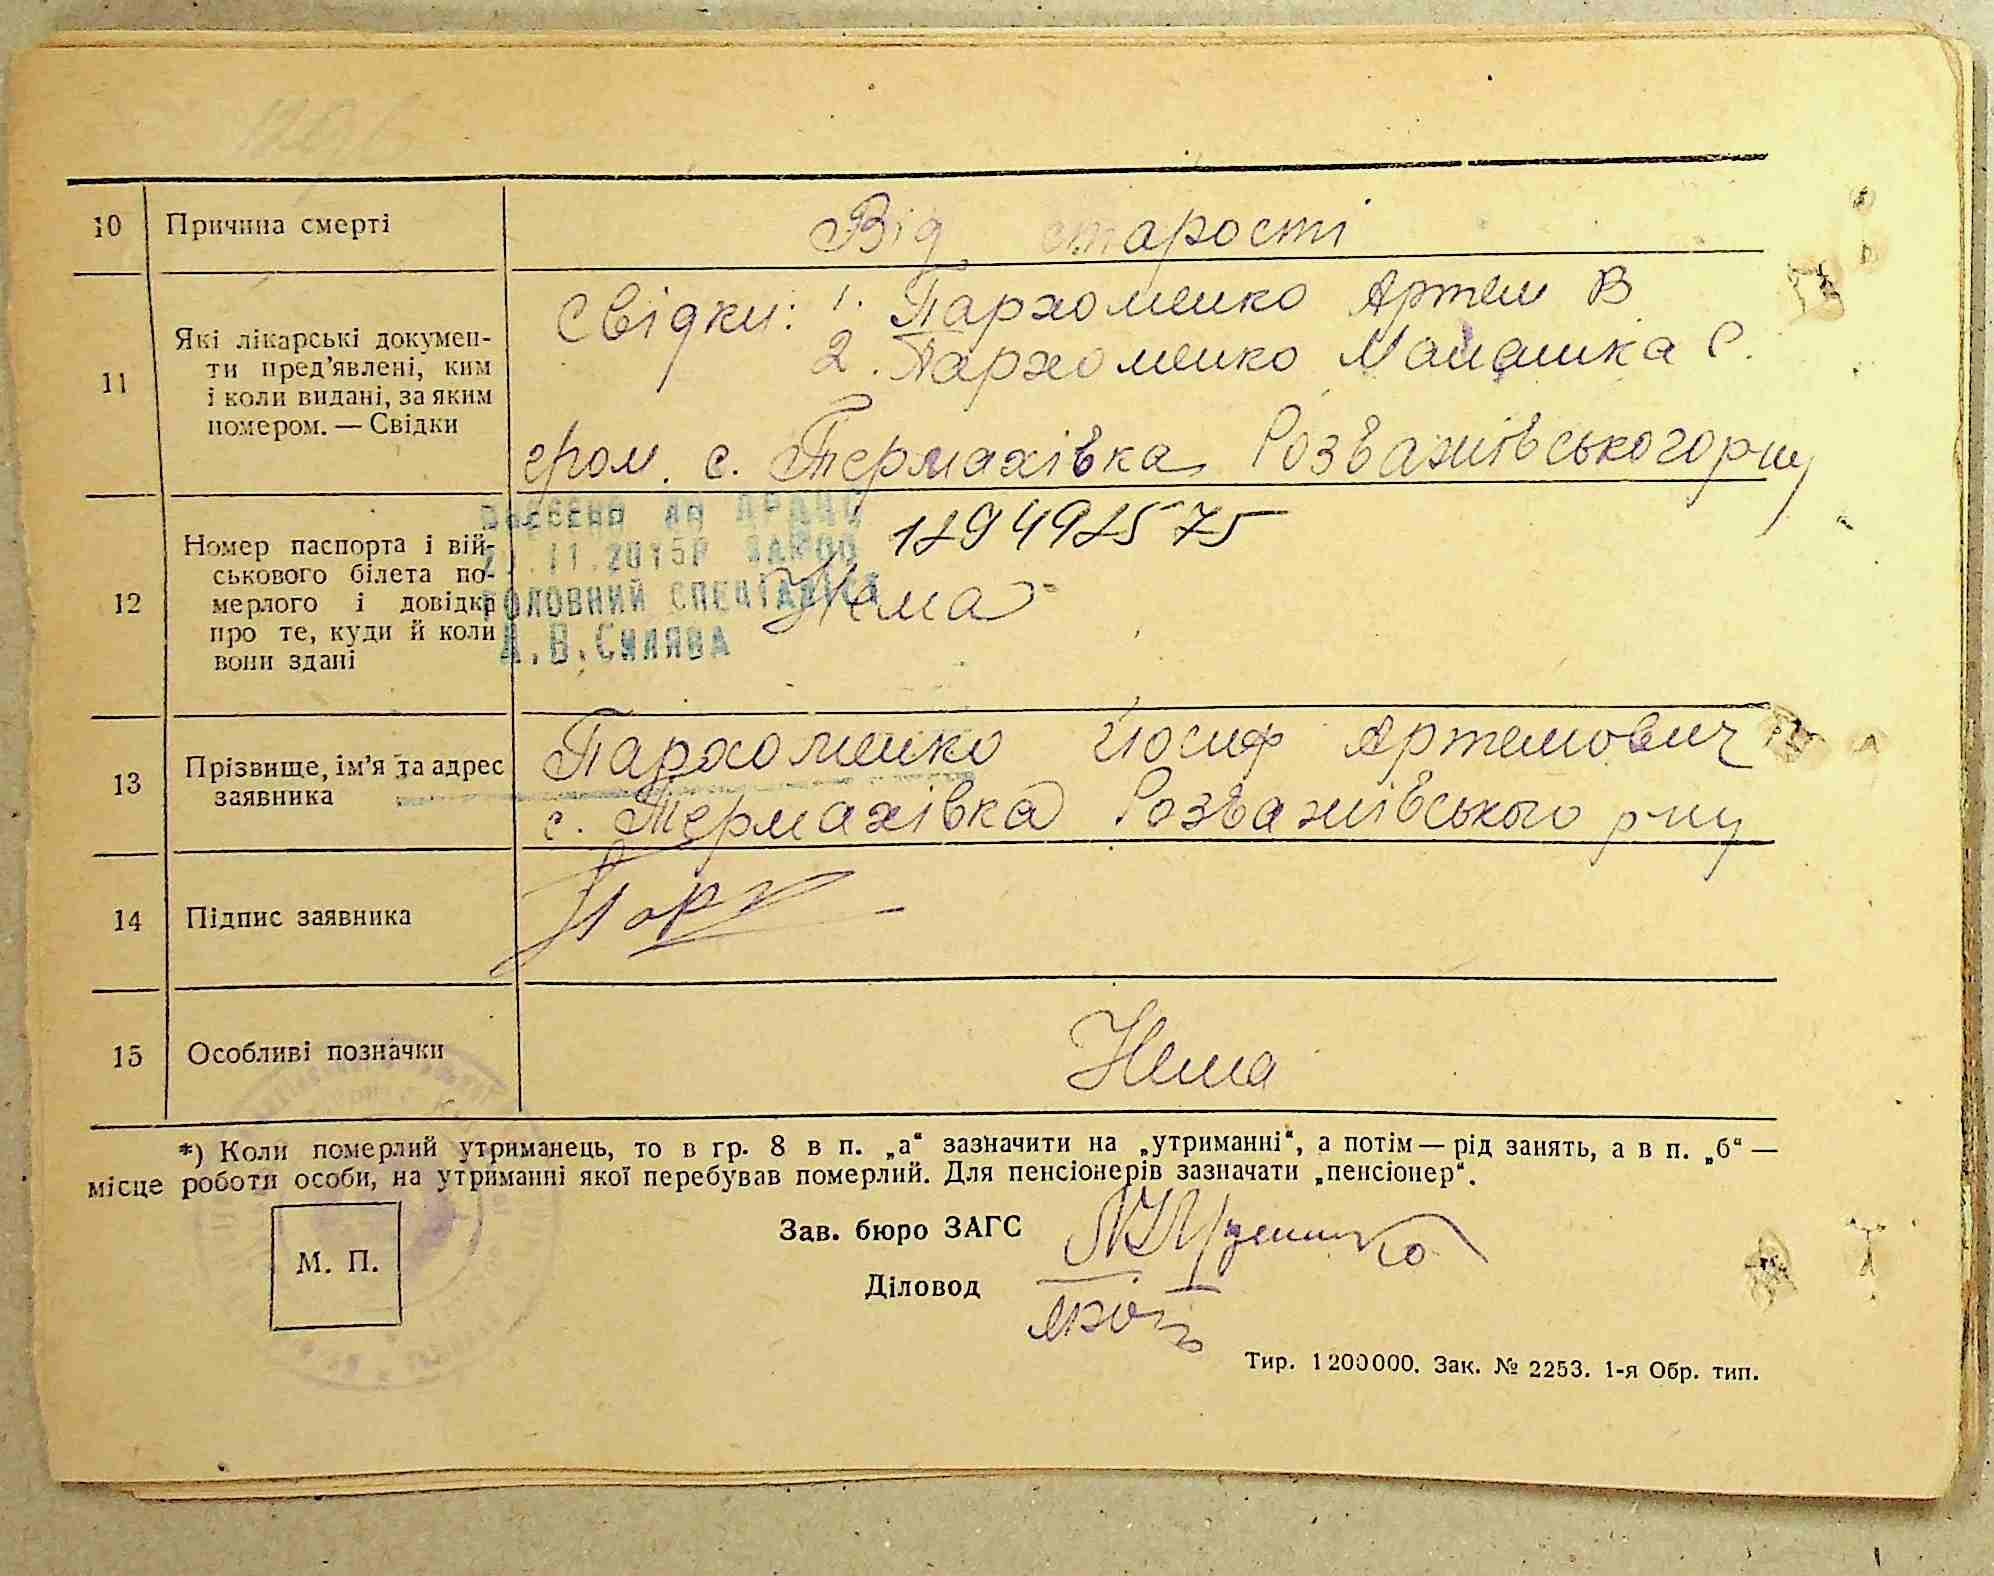 10 Причина смерті Від старості
11 Які лікарські докумен-
ти пред’явлені, ким
і коли видані, за яким
номером. — Свідки
Свідки: 1. Пархоменко Артем В
2. Пархоменко С.
гром. с. Термахівка Розважівського р-ну
12 Номер паспорта і вій-
ськового білета по-
мерлого і довідка
про те, куди й коли
вони здані
Нема
ГОЛОВНИЙ СПЕЦІАЛІСТ
А.В.СИЛЯВА
13 Прізвище, ім’я та адрес
заявника
Пархоменко Йосиф Артемович
с. Термахівка Розважівського р-ну
14 Підпис заявника Парх
15 Особливі позначки Нема
*) Коли померлий утриманець, то в гр. 8 в п. „а“ зазначити на „утриманні“, а потім — рід занять, а в п. „б“ —
місце роботи особи, на утриманні якої перебував померлий. Для пенсіонерів зазначати „пенсіонер“.
М. П.
Зав. бюро ЗАГС
Діловод
Тир. 1200000. Зак. № 2253. 1-я Обр. тип.